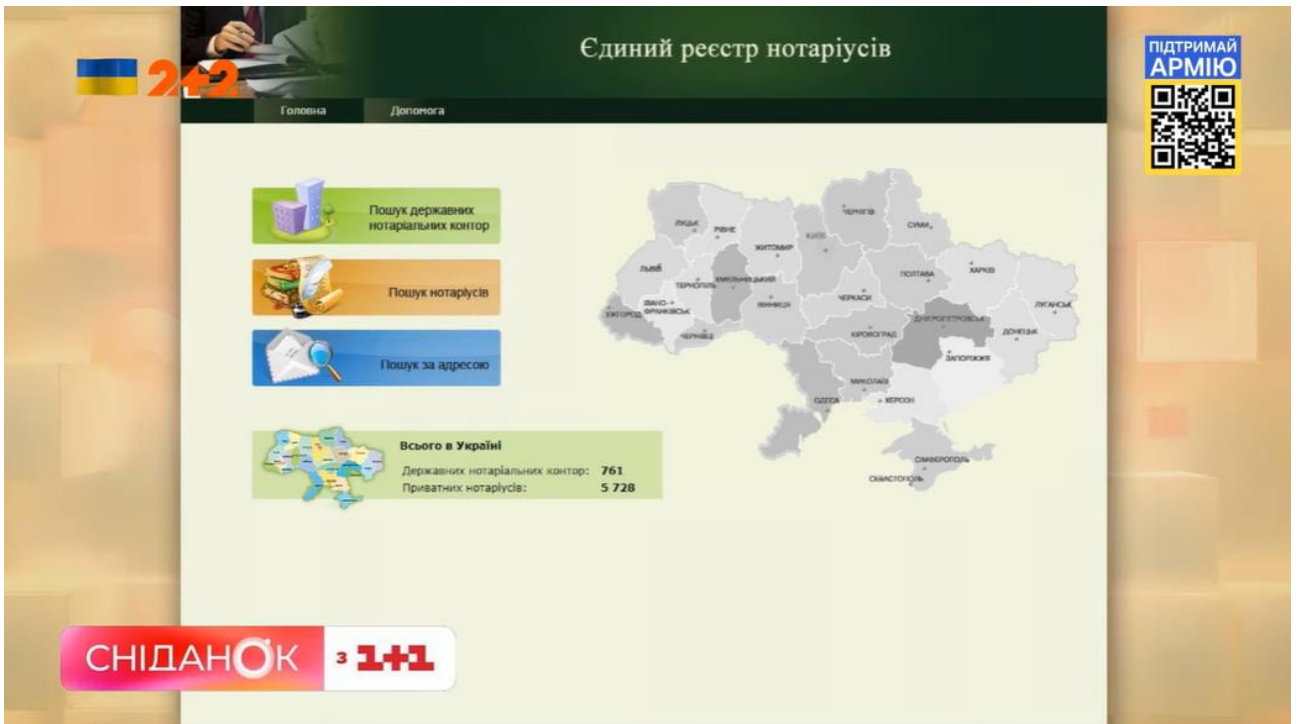 2+2
Єдиний реєстр нотаріусів
ПІДТРИМАЙ
АРМІЮ
Головна
Допомога
Пошук державних
нотаріальних контор
Пошук нотаріусів
Пошук за адресою
Всього в Україні
Державних нотаріальних контор: 761
Приватних нотаріусів: 5 728
ЧЕРНІГІВ
ЛУЦЬК
РІВНЕ
КИЇВ
СУМИ
ЖИТОМИР
ЛЬВІВ
ТЕРНОПІЛЬ
ХМЕЛЬНИЦЬКИЙ
ПОЛТАВА
ХАРКІВ
ІВАНО-
ФРАНКІВСЬК
ВІННИЦЯ
ЧЕРКАСИ
ЛУГАНСЬК
УЖГОРОД
ЧЕРНІВЦІ
КІРОВОГРАД
ДНІПРОПЕТРОВСЬК
ДОНЕЦЬК
ЗАПОРІЖЖЯ
МИКОЛАЇВ
ОДЕСА
ХЕРСОН
СІМФЕРОПОЛЬ
СЕВАСТОПОЛЬ
СНІДАНОК з 1+1